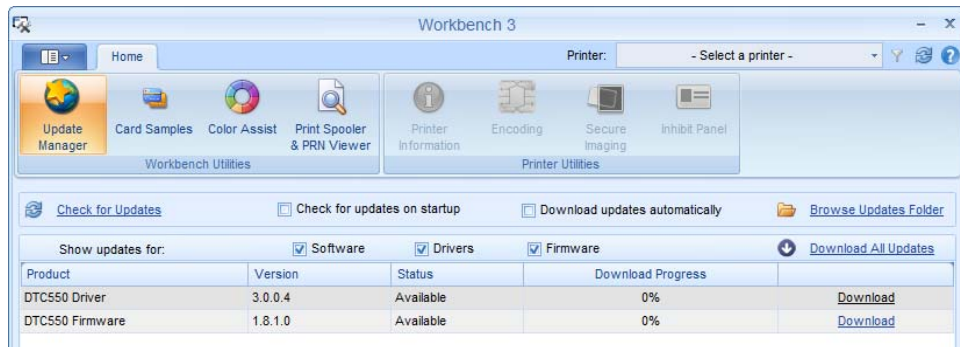 Workbench 3
Home
Printer: - Select a printer -
Update Manager
Card Samples
Color Assist
Print Spooler & PRN Viewer
Printer Information
Encoding
Secure Imaging
Inhibit Panel
Workbench Utilities
Printer Utilities
Check for Updates
Check for updates on startup
Download updates automatically
Browse Updates Folder
Show updates for: Software Drivers Firmware Download All Updates
Product Version Status Download Progress
DTC550 Driver 3.0.0.4 Available 0% Download
DTC550 Firmware 1.8.1.0 Available 0% Download